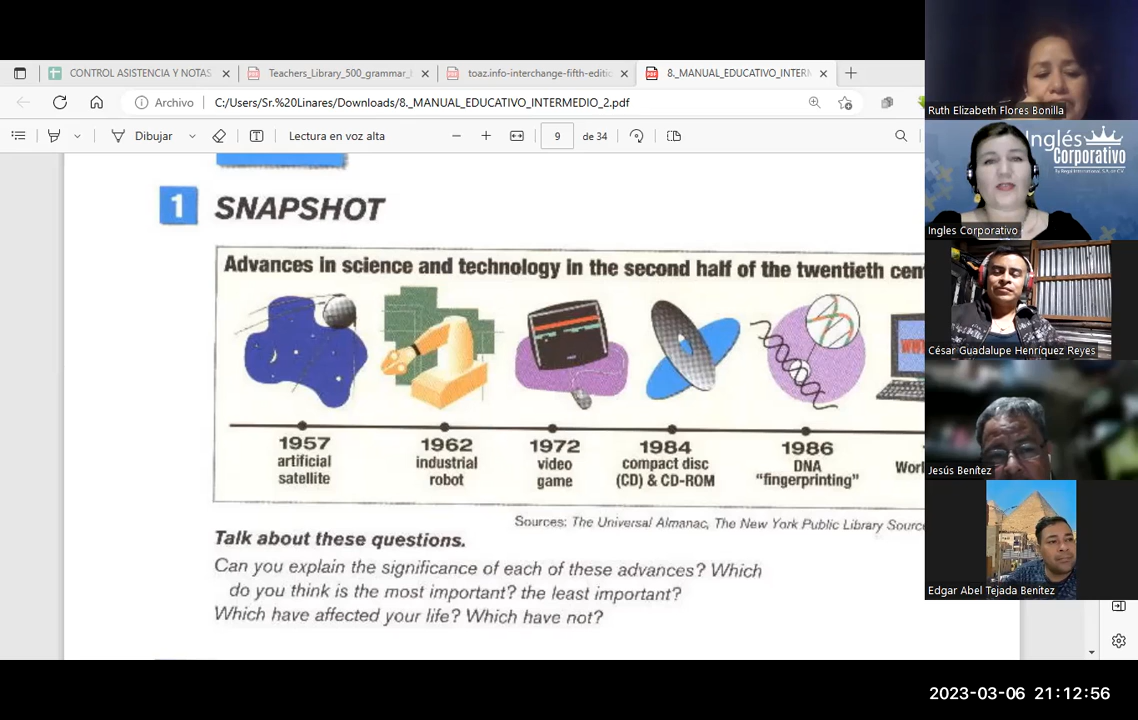 CONTROL ASISTENCIA Y NOTAS
Teachers_Library_500_grammar_
toaz.info-interchange-fifth-editic
8._MANUAL_EDUCATIVO_INTERM
Archivo
C:/Users/Sr.%20Linares/Downloads/8._MANUAL_EDUCATIVO_INTERMEDIO_2.pdf
Dibujar
Lectura en voz alta
9
de 34
1 SNAPSHOT
Advances in science and technology in the second half of the twentieth cen
1957
artificial
satellite
1962
industrial
robot
1972
video
game
1984
compact disc
(CD) & CD-ROM
1986
DNA
"fingerprinting"
Worl
Sources: The Universal Almanac, The New York Public Library Source
Talk about these questions.
Can you explain the significance of each of these advances? Which
do you think is the most important? the least important?
Which have affected your life? Which have not?
Ruth Elizabeth Flores Bonilla
Inglés
Corporativo
Ingles Corporativo
César Guadalupe Henríquez Reyes
Jesús Benítez
Edgar Abel Tejada Benitez
2023-03-06 21:12:56